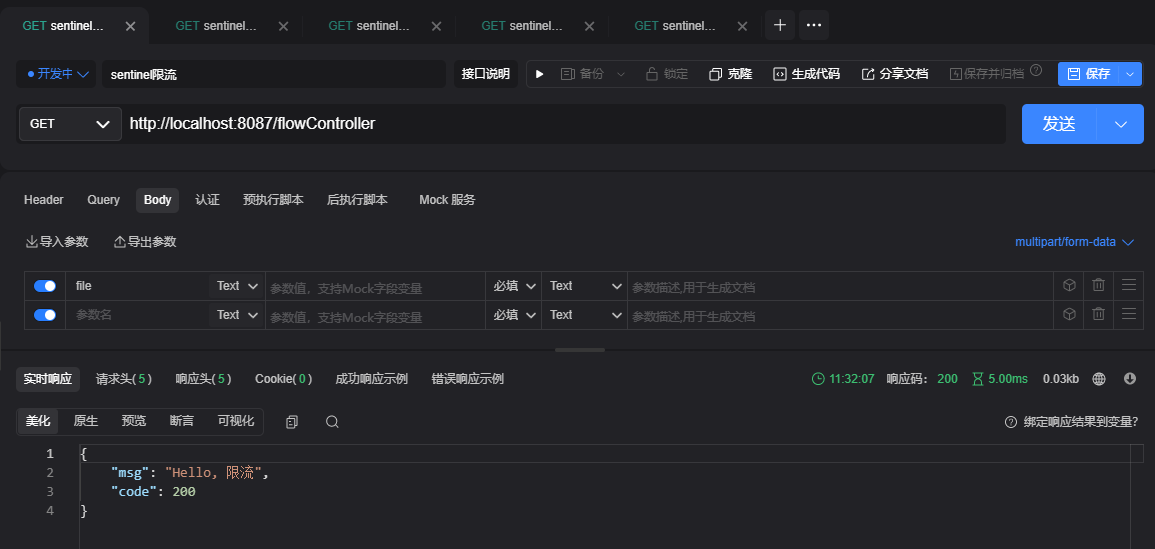 GET sentinel... GET sentinel... GET sentinel... GET sentinel... GET sentinel...
开发中 sentinel限流 接口说明 备份 锁定 克隆 生成代码 分享文档 保存并归档 保存
GET http://localhost:8087/flowController 发送
Header Query Body 认证 预执行脚本 后执行脚本 Mock 服务
导入参数 导出参数 multipart/form-data
file Text 参数值，支持Mock字段变量 必填 Text 参数描述,用于生成文档
参数名 Text 参数值，支持Mock字段变量 必填 Text 参数描述,用于生成文档
实时响应 请求头(5) 响应头(5) Cookie(0) 成功响应示例 错误响应示例 11:32:07 响应码： 200 5.00ms 0.03kb
美化 原生 预览 断言 可视化 绑定响应结果到变量?
1 {
2 "msg": "Hello, 限流",
3 "code": 200
4 }